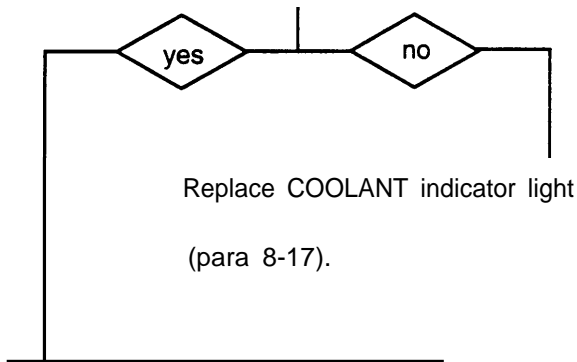 yes no
Replace COOLANT indicator light
(para 8-17).